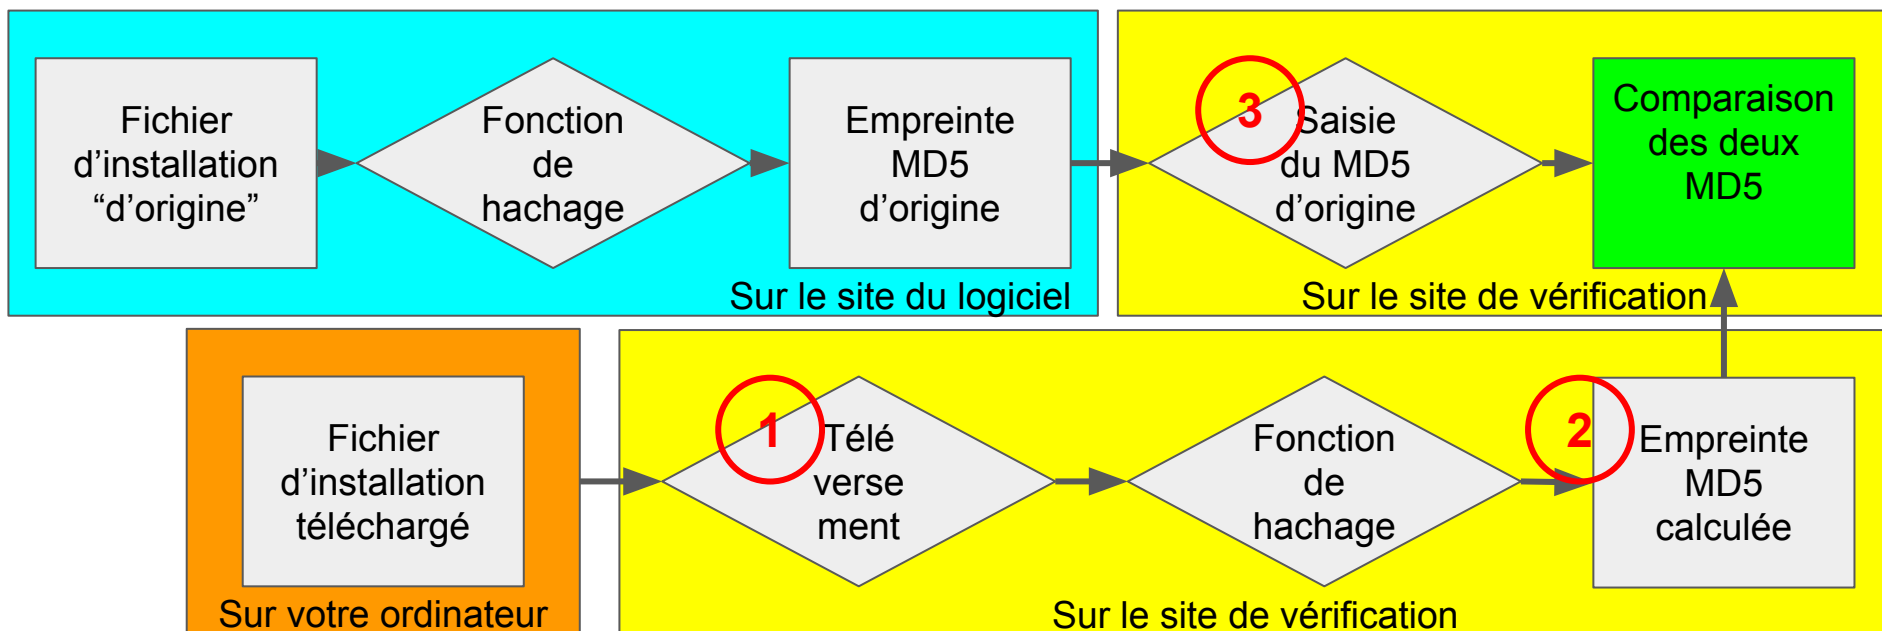 Fichier
d’installation
“d’origine”
Fonction
de
hachage
Empreinte
MD5
d’origine
Sur le site du logiciel
3
Saisie
du MD5
d’origine
Comparaison
des deux
MD5
Sur le site de vérification
Fichier
d’installation
téléchargé
Sur votre ordinateur
1
Télé
verse
ment
Fonction
de
hachage
2
Empreinte
MD5
calculée
Sur le site de vérification